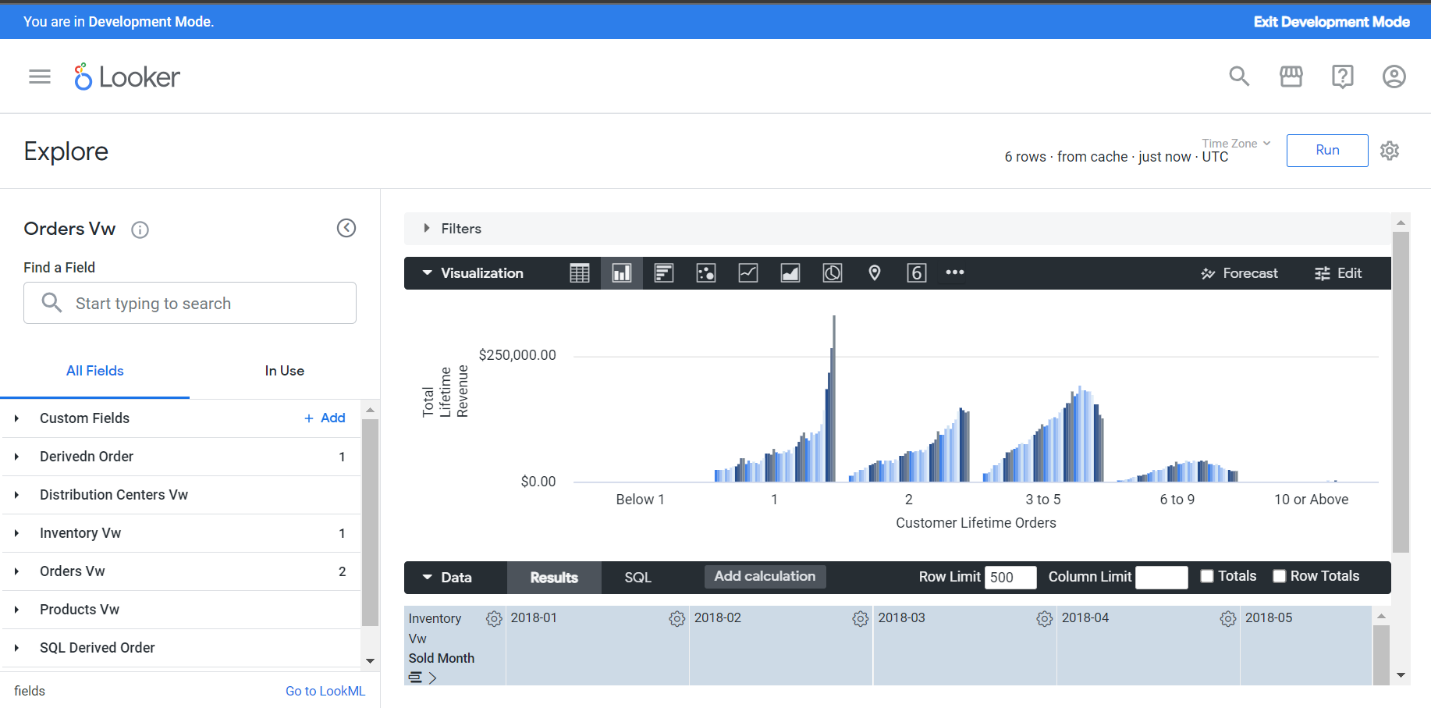 You are in Development Mode.
Exit Development Mode
Looker
Explore
Time Zone
6 rows · from cache · just now · UTC
Run
Orders Vw
Find a Field
Start typing to search
All Fields
In Use
Custom Fields
+ Add
Derivedn Order
1
Distribution Centers Vw
Inventory Vw
1
Orders Vw
2
Products Vw
SQL Derived Order
fields
Go to LookML
Filters
Visualization
6
Forecast
Edit
Total
Lifetime
Revenue
$250,000.00
$0.00
Below 1
1
2
3 to 5
6 to 9
10 or Above
Customer Lifetime Orders
Data
Results
SQL
Add calculation
Row Limit
500
Column Limit
Totals
Row Totals
Inventory
Vw
Sold Month
2018-01
2018-02
2018-03
2018-04
2018-05